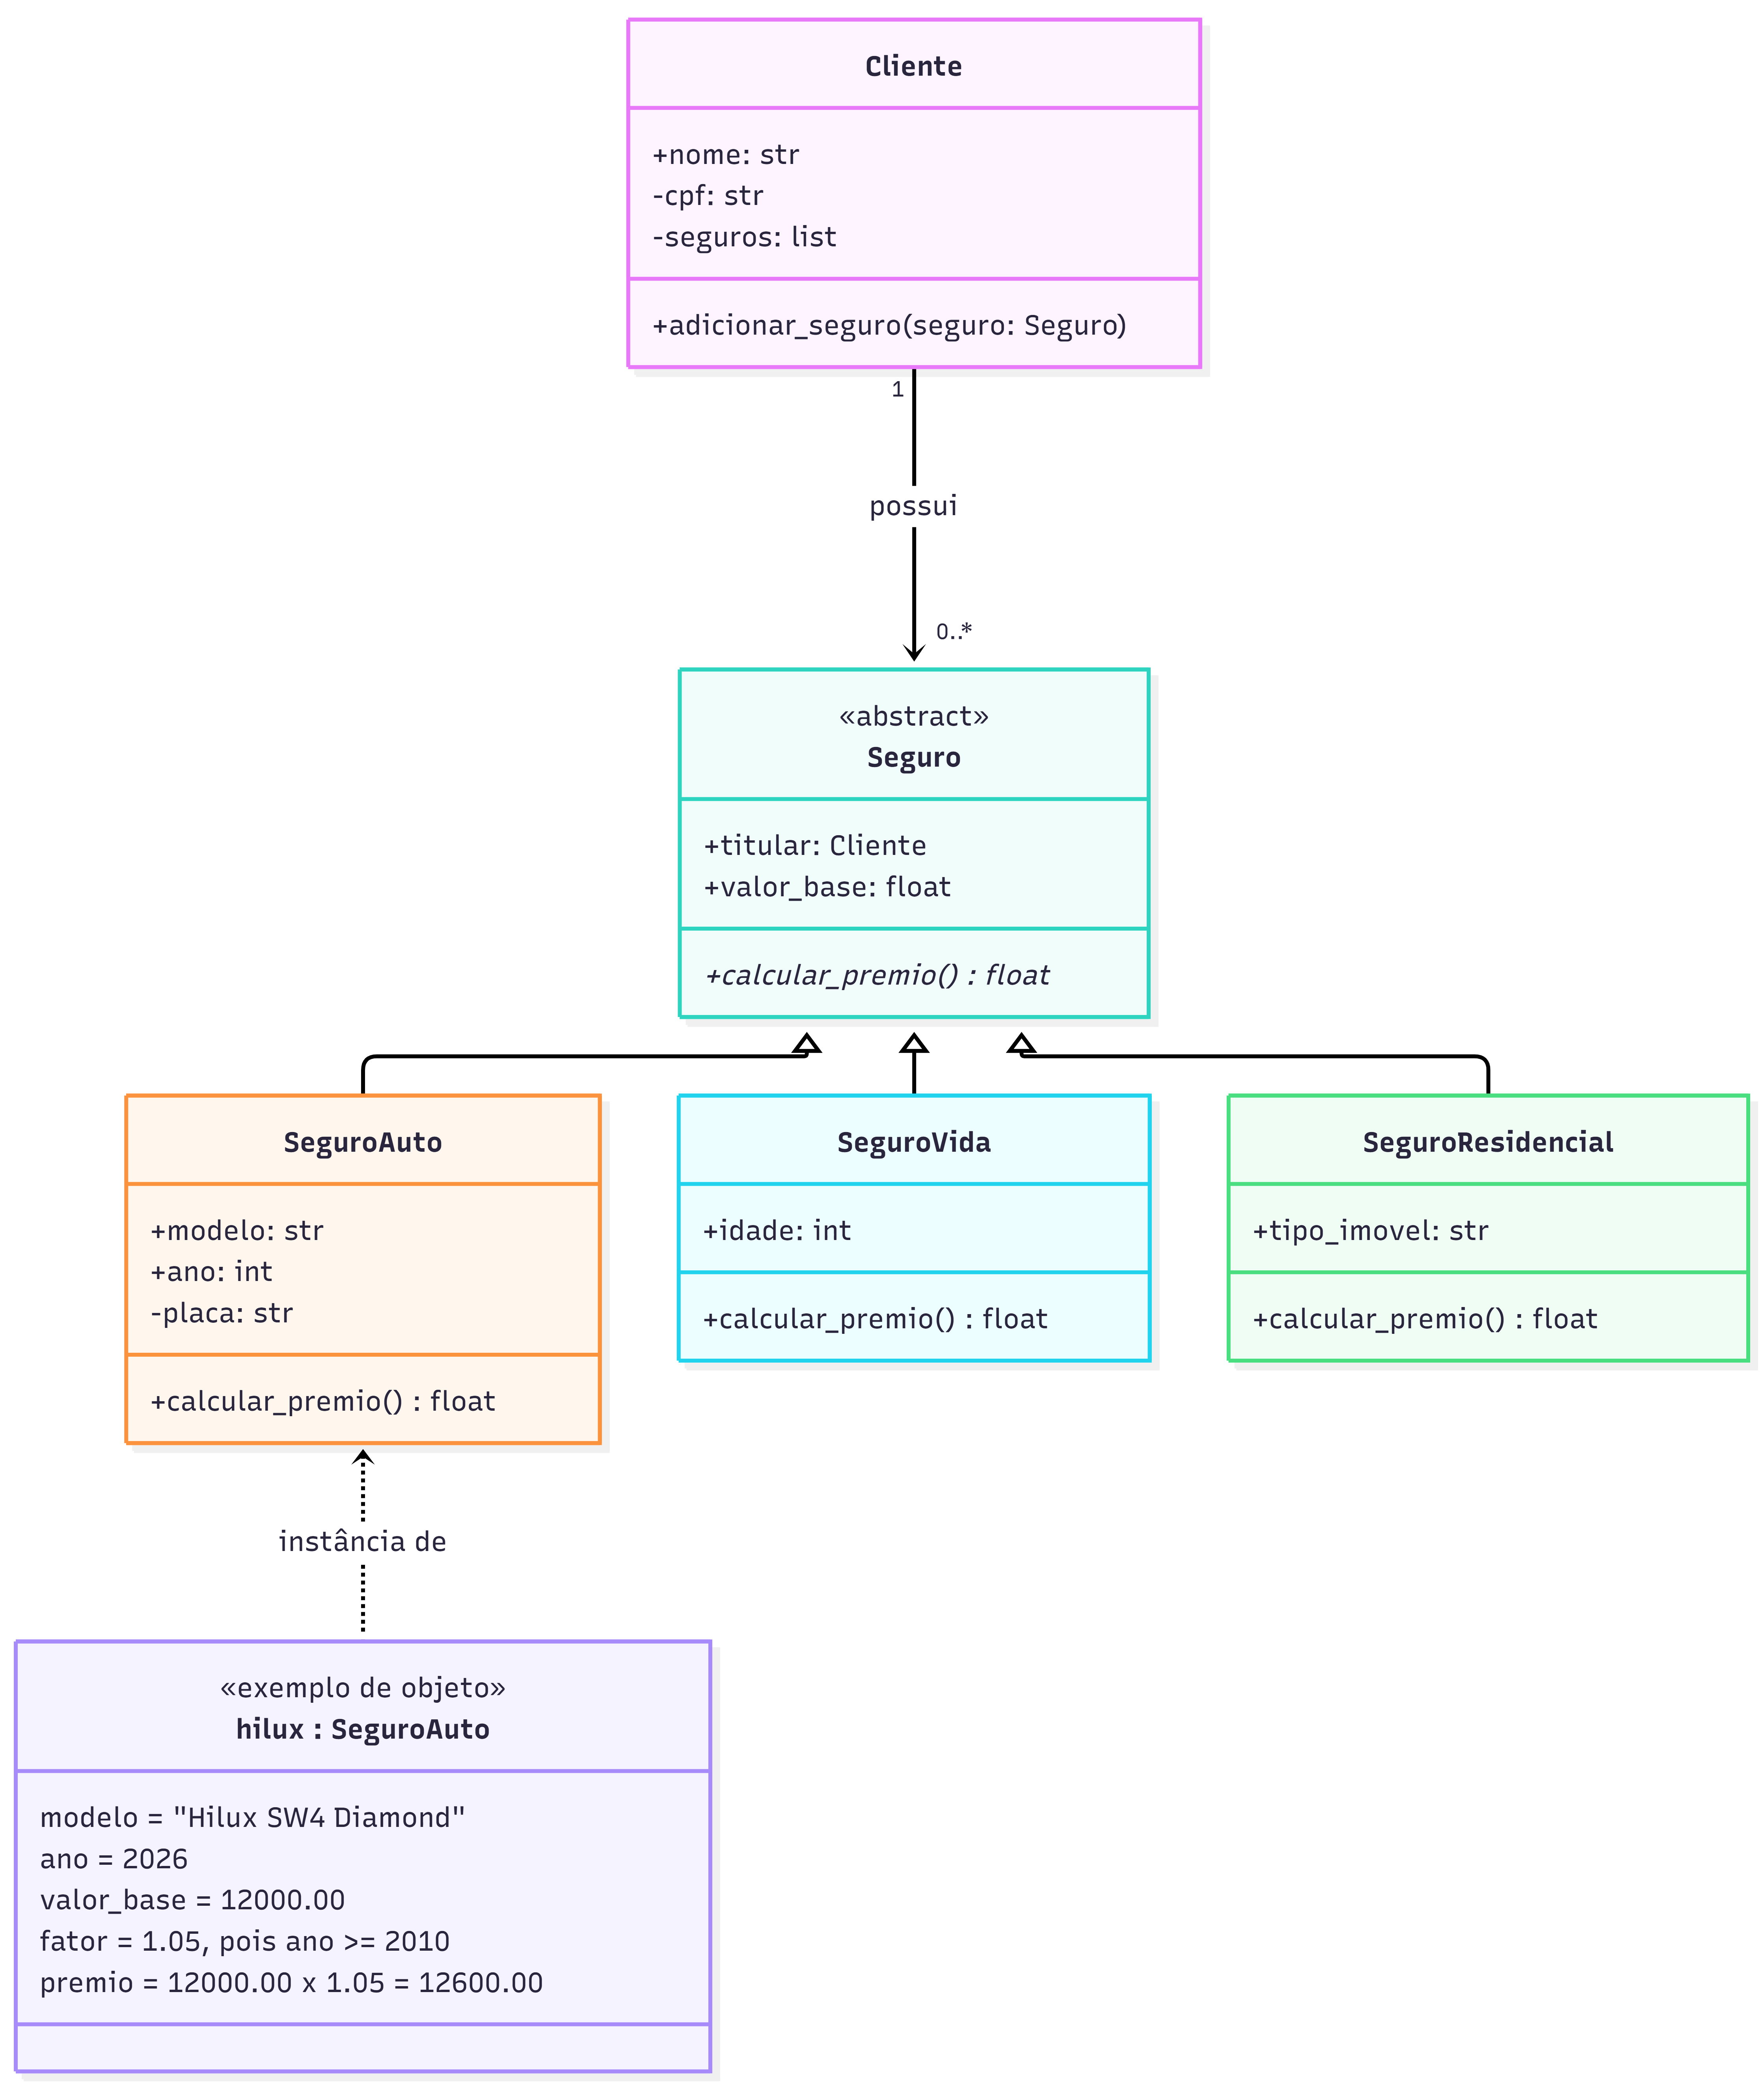 Cliente
+nome: str
-cpf: str
-seguros: list
+adicionar_seguro(seguro: Seguro)
1
possui
0..*
«abstract»
Seguro
+titular: Cliente
+valor_base: float
+calcular_premio() : float
SeguroAuto
+modelo: str
+ano: int
-placa: str
+calcular_premio() : float
SeguroVida
+idade: int
+calcular_premio() : float
SeguroResidencial
+tipo_imovel: str
+calcular_premio() : float
instância de
«exemplo de objeto»
hilux : SeguroAuto
modelo = "Hilux SW4 Diamond"
ano = 2026
valor_base = 12000.00
fator = 1.05, pois ano >= 2010
premio = 12000.00 x 1.05 = 12600.00